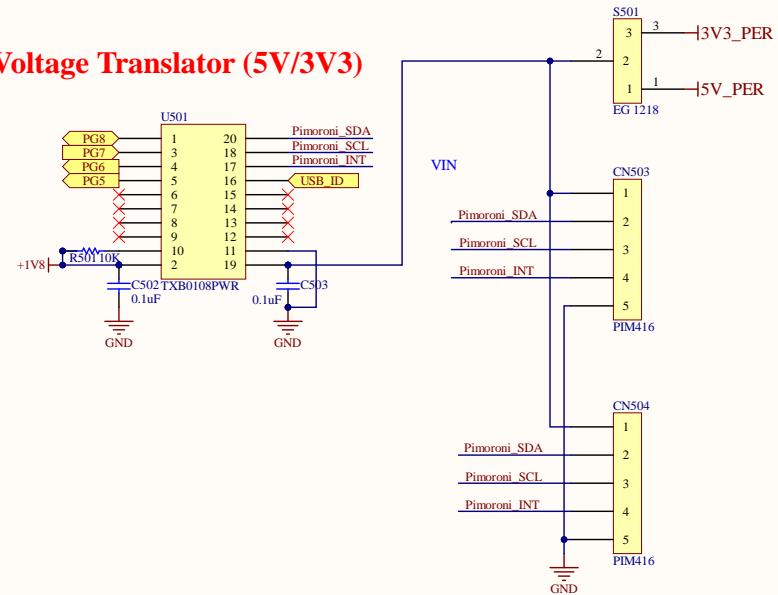 Voltage Translator (5V/3V3)
S501
3
2
1
EG 1218
2
3
1
3V3_PER
5V_PER
U501
PG8
PG7
PG6
PG5
1
3
4
5
6
7
8
9
10
2
20
18
17
16
15
14
13
12
11
19
Pimoroni_SDA
Pimoroni_SCL
Pimoroni_INT
USB_ID
TXB0108PWR
+1V8
R501 10K
C502
0.1uF
GND
C503
0.1uF
GND
VIN
CN503
Pimoroni_SDA
Pimoroni_SCL
Pimoroni_INT
1
2
3
4
5
PIM416
CN504
Pimoroni_SDA
Pimoroni_SCL
Pimoroni_INT
1
2
3
4
5
PIM416
GND